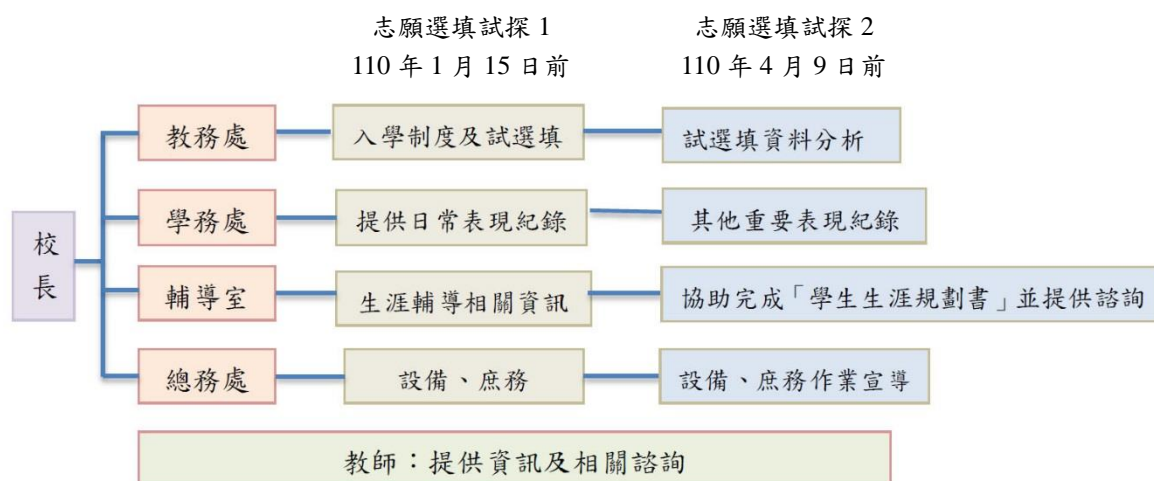 志願選填試探 1
志願選填試探 2
110 年 1 月 15 日前
110 年 4 月 9 日前
校長
教務處
入學制度及試選填
試選填資料分析
學務處
提供日常表現紀錄
其他重要表現紀錄
輔導室
生涯輔導相關資訊
協助完成「學生生涯規劃書」並提供諮詢
總務處
設備、庶務
設備、庶務作業宣導
教師：提供資訊及相關諮詢